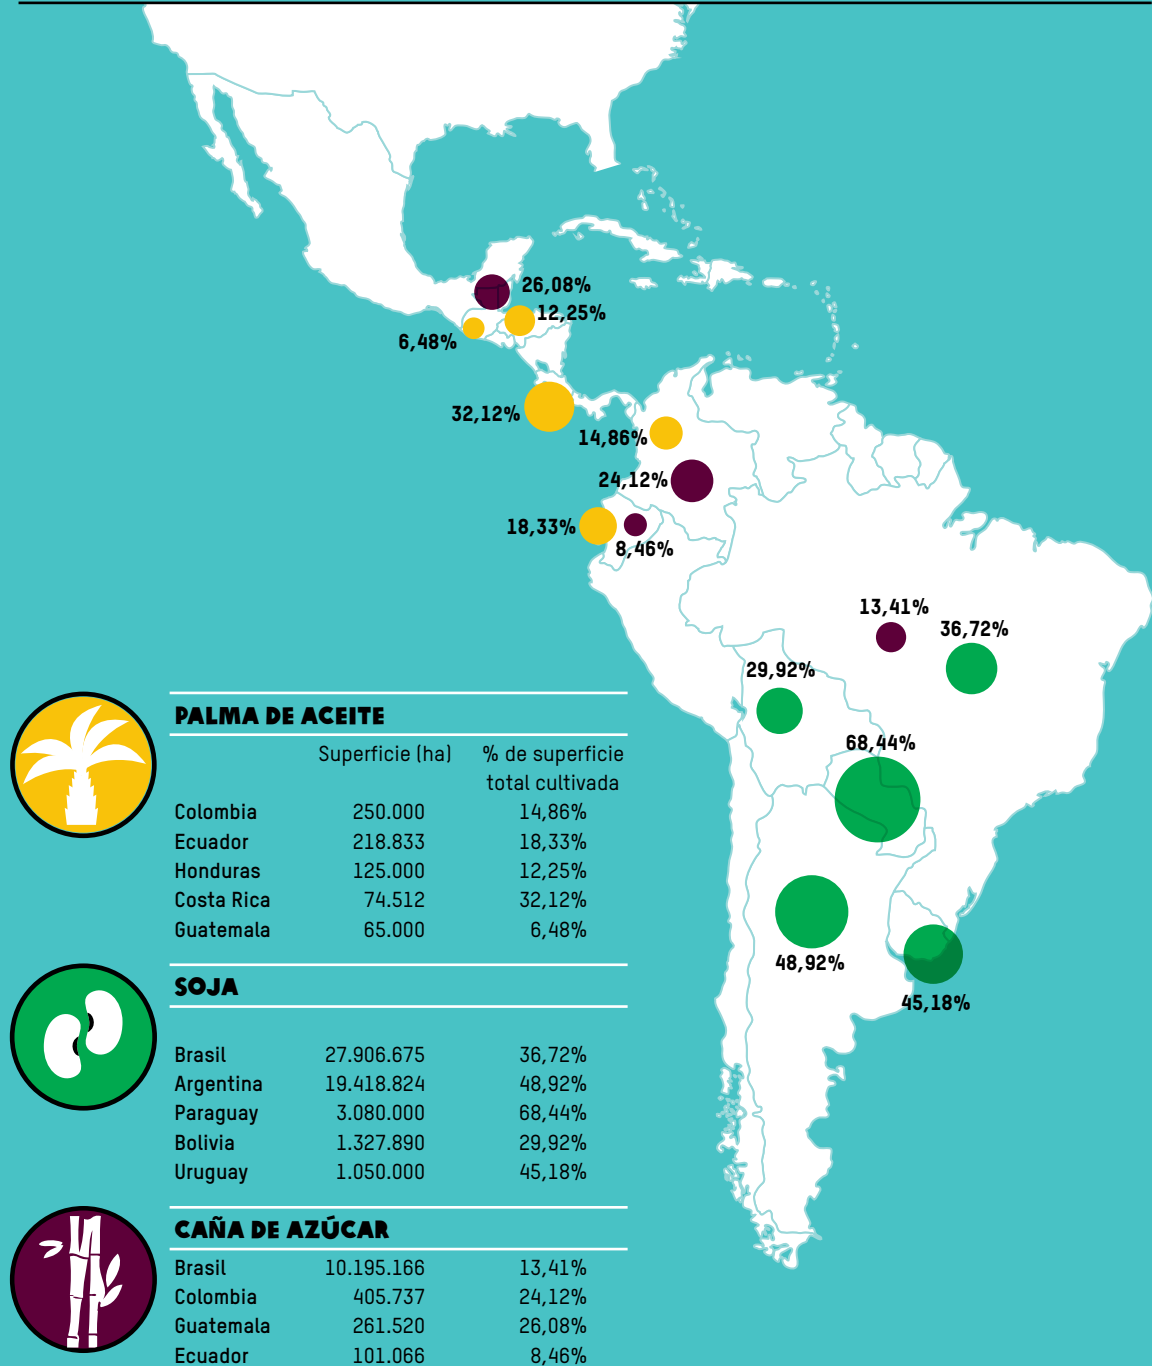 26,08%
12,25%
6,48%
32,12%
14,86%
24,12%
18,33%
8,46%
13,41%
36,72%
29,92%
68,44%
48,92%
45,18%
PALMA DE ACEITE
Superficie (ha) % de superficie
total cultivada
Colombia 250.000 14,86%
Ecuador 218.833 18,33%
Honduras 125.000 12,25%
Costa Rica 74.512 32,12%
Guatemala 65.000 6,48%
SOJA
Brasil 27.906.675 36,72%
Argentina 19.418.824 48,92%
Paraguay 3.080.000 68,44%
Bolivia 1.327.890 29,92%
Uruguay 1.050.000 45,18%
CAÑA DE AZÚCAR
Brasil 10.195.166 13,41%
Colombia 405.737 24,12%
Guatemala 261.520 26,08%
Ecuador 101.066 8,46%